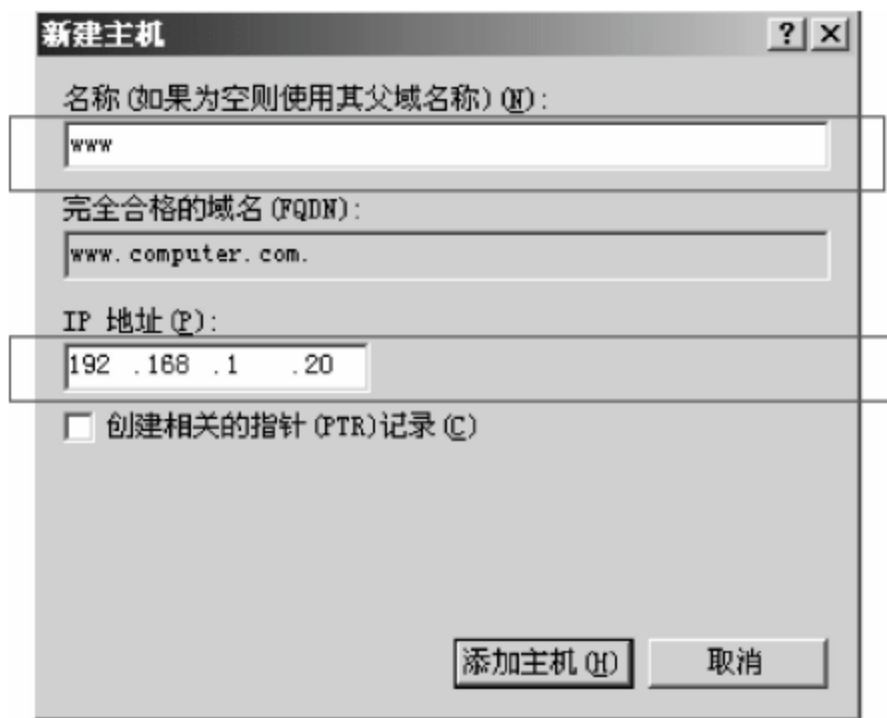 新建主机
名称(如果为空则使用其父域名称)(N):
www
完全合格的域名(FQDN):
www.computer.com.
IP 地址(P):
192 .168 .1 .20
创建相关的指针(PTR)记录(C)
添加主机(H) 取消